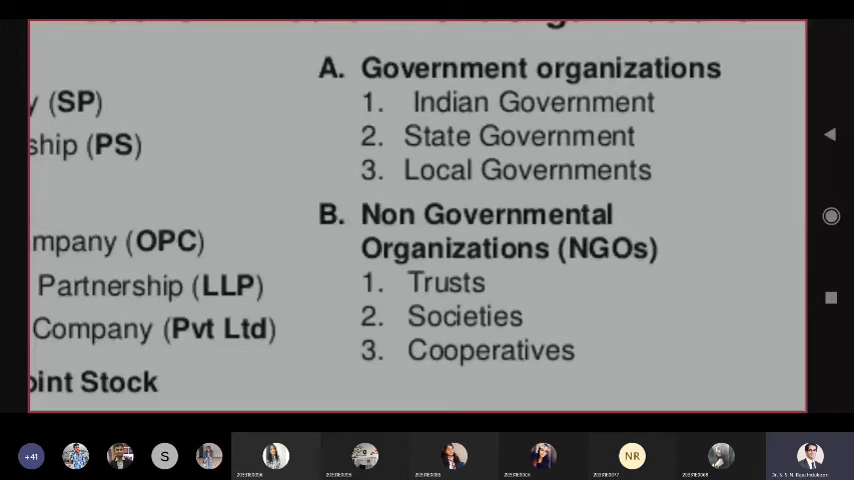 y (SP)
ship (PS)
mpany (OPC)
Partnership (LLP)
Company (Pvt Ltd)
oint Stock
A. Government organizations
1. Indian Government
2. State Government
3. Local Governments
B. Non Governmental
Organizations (NGOs)
1. Trusts
2. Societies
3. Cooperatives
+41
S
NR